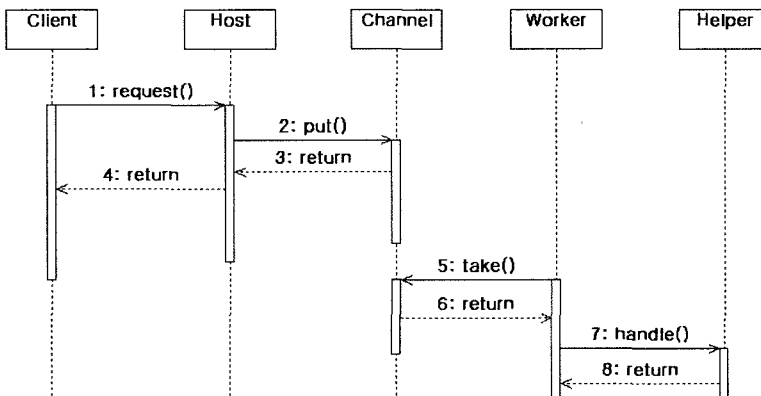 Client Host Channel Worker Helper
1: request()
2: put()
3: return
4: return
5: take()
6: return
7: handle()
8: return